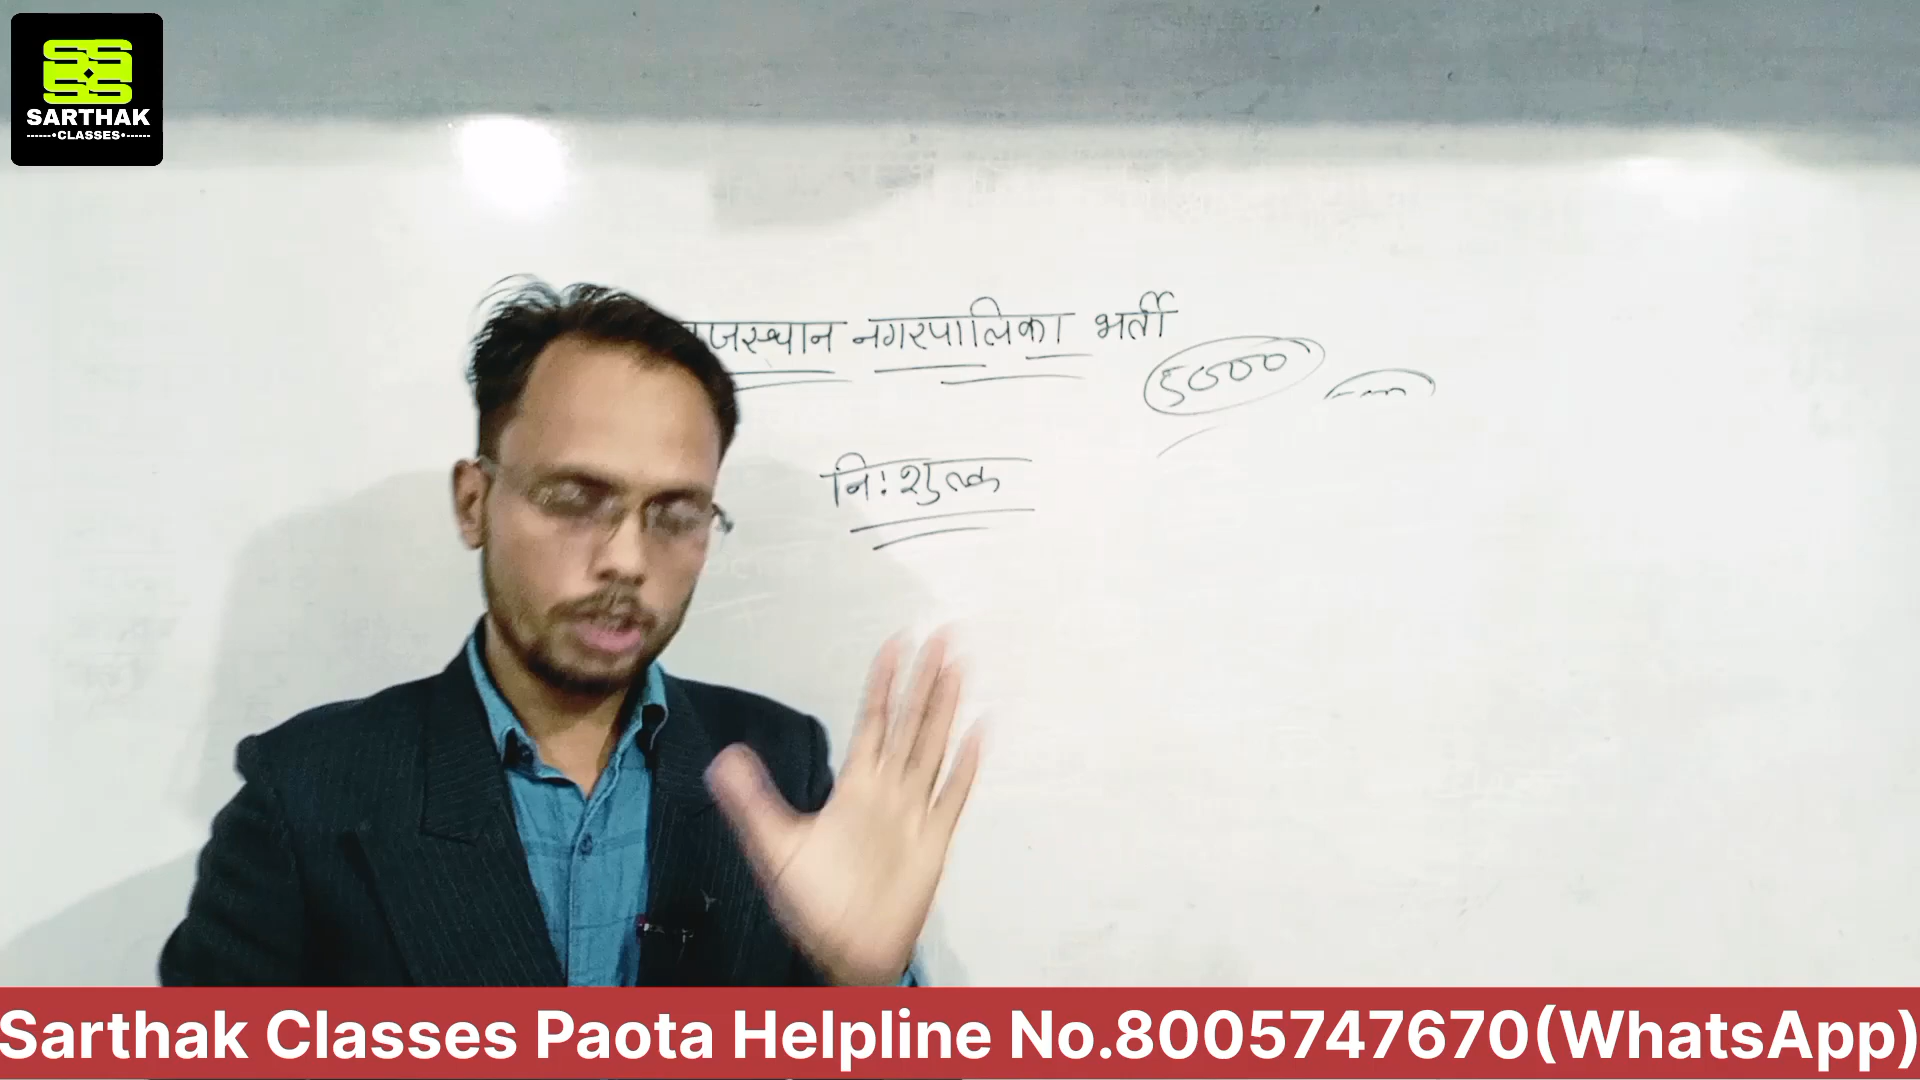 SARTHAK
CLASSES
राजस्थान नगरपालिका भर्ती
5000
नि:शुल्क
Sarthak Classes Paota Helpline No.8005747670(WhatsApp)